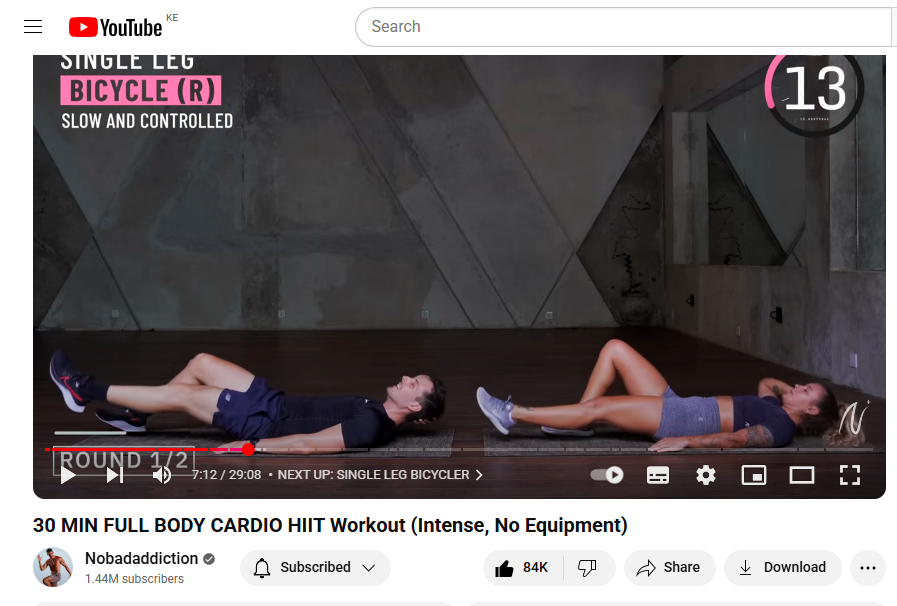 YouTube KE
Search
SINGLE LEG
BICYCLE (R)
SLOW AND CONTROLLED
13
ROUND 1/2
7:12 / 29:08 • NEXT UP: SINGLE LEG BICYCLER
30 MIN FULL BODY CARDIO HIIT Workout (Intense, No Equipment)
Nobadaddiction
1.44M subscribers
Subscribed
84K
Share
Download